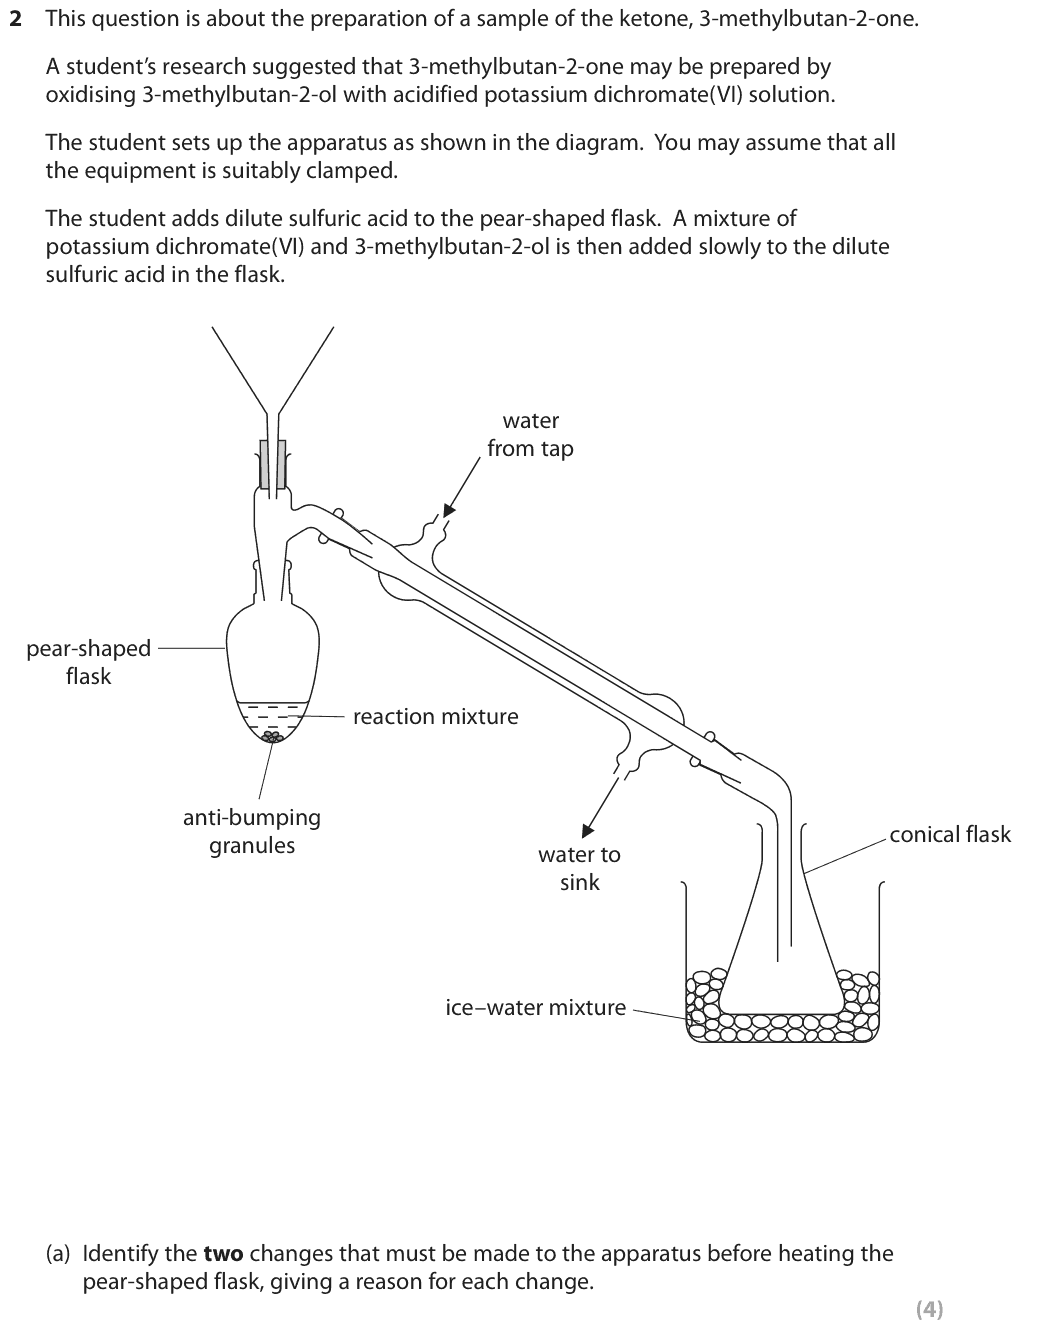 2 This question is about the preparation of a sample of the ketone, 3-methylbutan-2-one.
A student’s research suggested that 3-methylbutan-2-one may be prepared by
oxidising 3-methylbutan-2-ol with acidified potassium dichromate(VI) solution.
The student sets up the apparatus as shown in the diagram. You may assume that all
the equipment is suitably clamped.
The student adds dilute sulfuric acid to the pear-shaped flask. A mixture of
potassium dichromate(VI) and 3-methylbutan-2-ol is then added slowly to the dilute
sulfuric acid in the flask.
water
from tap
pear-shaped
flask
reaction mixture
anti-bumping
granules
water to
sink
conical flask
ice–water mixture
(a) Identify the two changes that must be made to the apparatus before heating the
pear-shaped flask, giving a reason for each change.
(4)